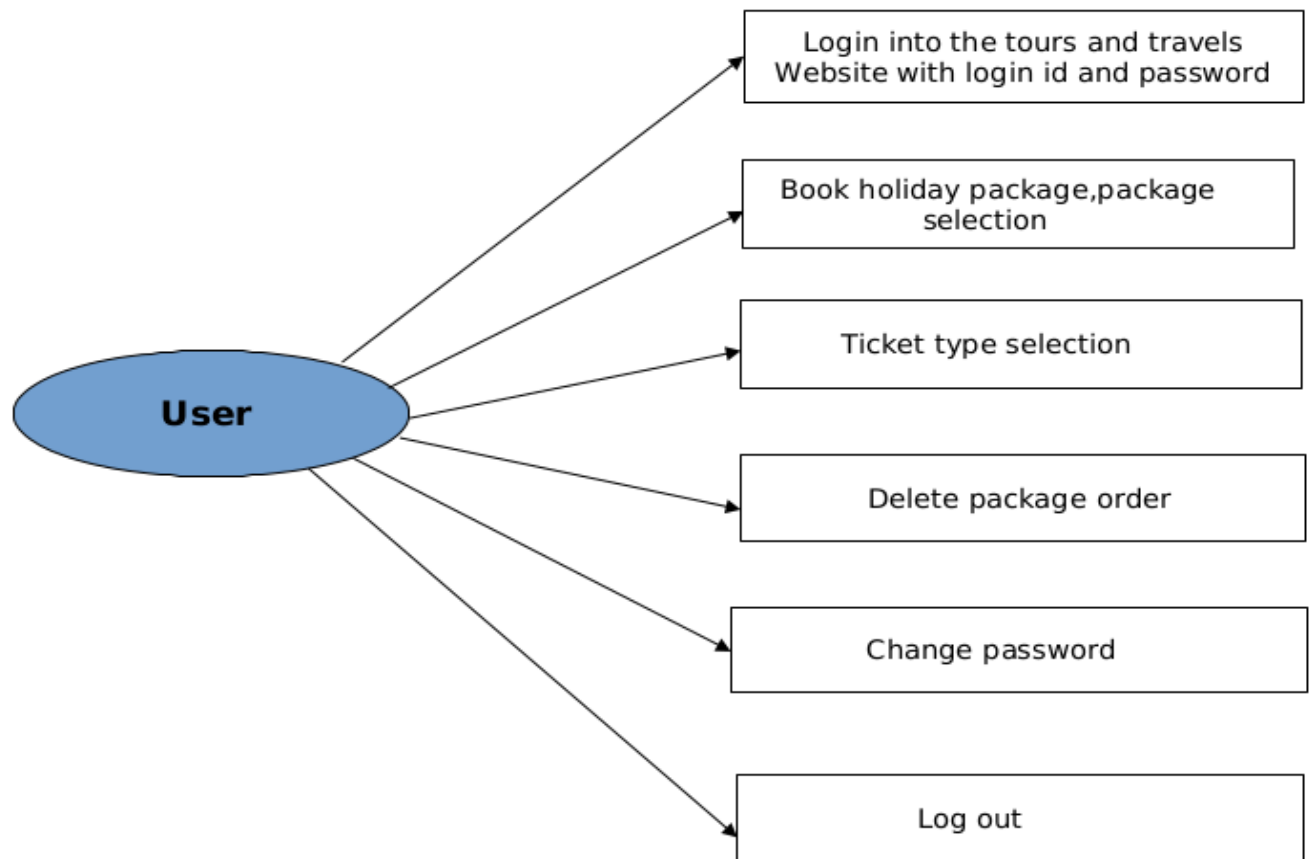 Login into the tours and travels
Website with login id and password
Book holiday package,package
selection
Ticket type selection
User
Delete package order
Change password
Log out